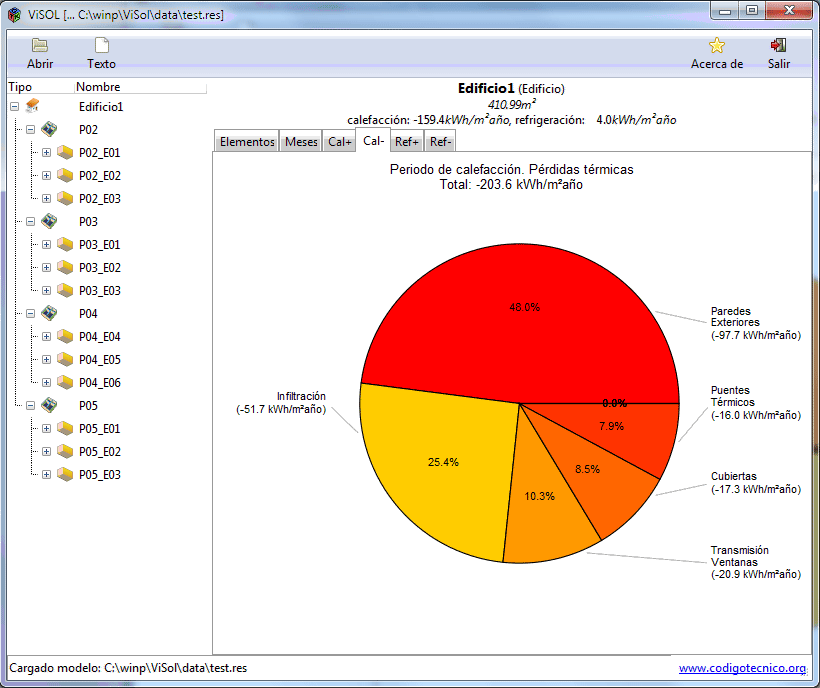 ViSOL [... C:\winp\ViSol\data\test.res]
Abrir
Texto
Acerca de
Salir
Tipo Nombre
Edificio1
P02
P02_E01
P02_E02
P02_E03
P03
P03_E01
P03_E02
P03_E03
P04
P04_E04
P04_E05
P04_E06
P05
P05_E01
P05_E02
P05_E03
Edificio1 (Edificio)
410.99m²
calefacción: -159.4kWh/m²año, refrigeración: 4.0kWh/m²año
Elementos Meses Cal+ Cal- Ref+ Ref-
Periodo de calefacción. Pérdidas térmicas
Total: -203.6 kWh/m²año
48.0%
Paredes
Exteriores
(-97.7 kWh/m²año)
Infiltración
(-51.7 kWh/m²año)
0.0%
Puentes
Térmicos
(-16.0 kWh/m²año)
7.9%
25.4%
8.5%
Cubiertas
(-17.3 kWh/m²año)
10.3%
Transmisión
Ventanas
(-20.9 kWh/m²año)
Cargado modelo: C:\winp\ViSol\data\test.res
www.codigotecnico.org